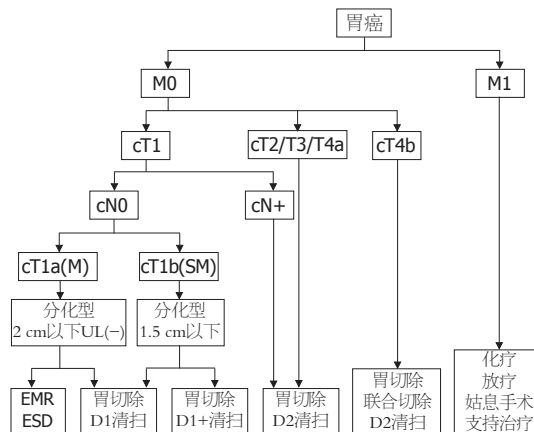 胃癌
M0
M1
cT1
cT2/T3/T4a
cT4b
cN0
cN+
cT1a(M)
cT1b(SM)
分化型
2 cm以下UL(−)
分化型
1.5 cm以下
EMR
ESD
胃切除
D1清扫
胃切除
D1+清扫
胃切除
D2清扫
胃切除
联合切除
D2清扫
化疗
放疗
姑息手术
支持治疗